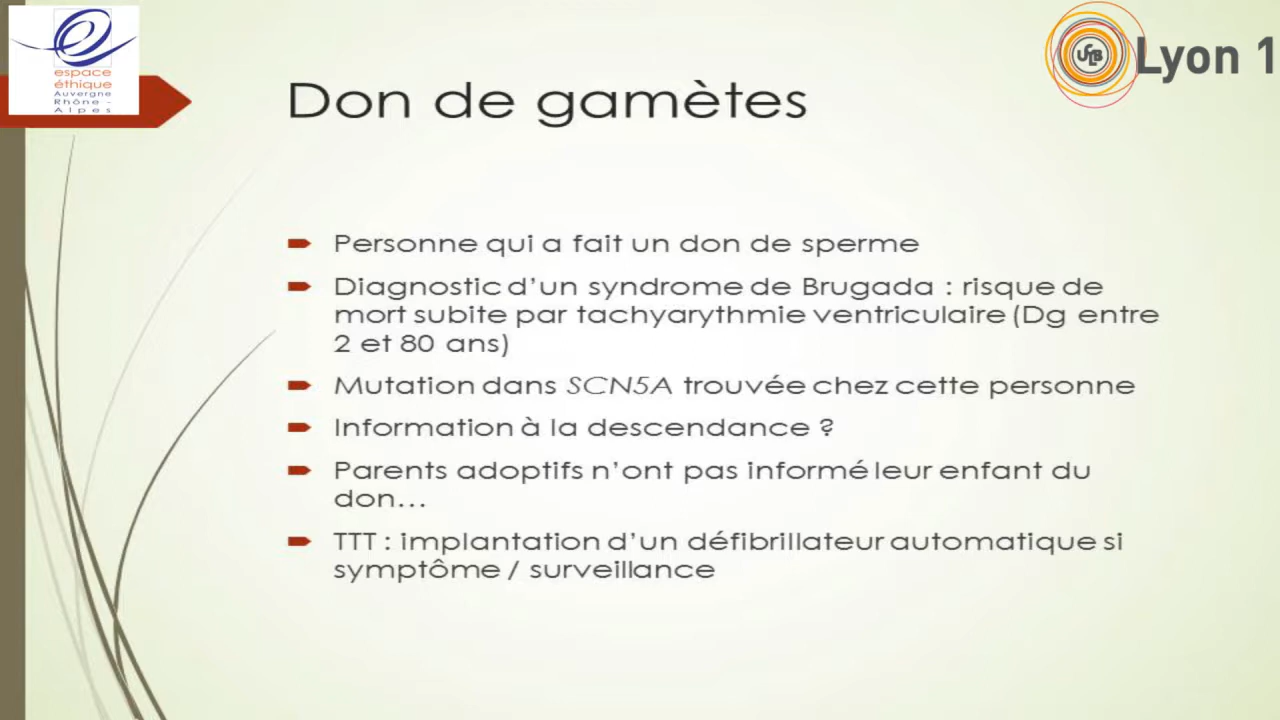 espace
éthique
Auvergne
Rhône -
Alpes
UCLB
Lyon 1
Don de gamètes
Personne qui a fait un don de sperme
Diagnostic d’un syndrome de Brugada : risque de
mort subite par tachyarythmie ventriculaire (Dg entre
2 et 80 ans)
Mutation dans SCN5A trouvée chez cette personne
Information à la descendance ?
Parents adoptifs n’ont pas informé leur enfant du
don…
TTT : implantation d’un défibrillateur automatique si
symptôme / surveillance